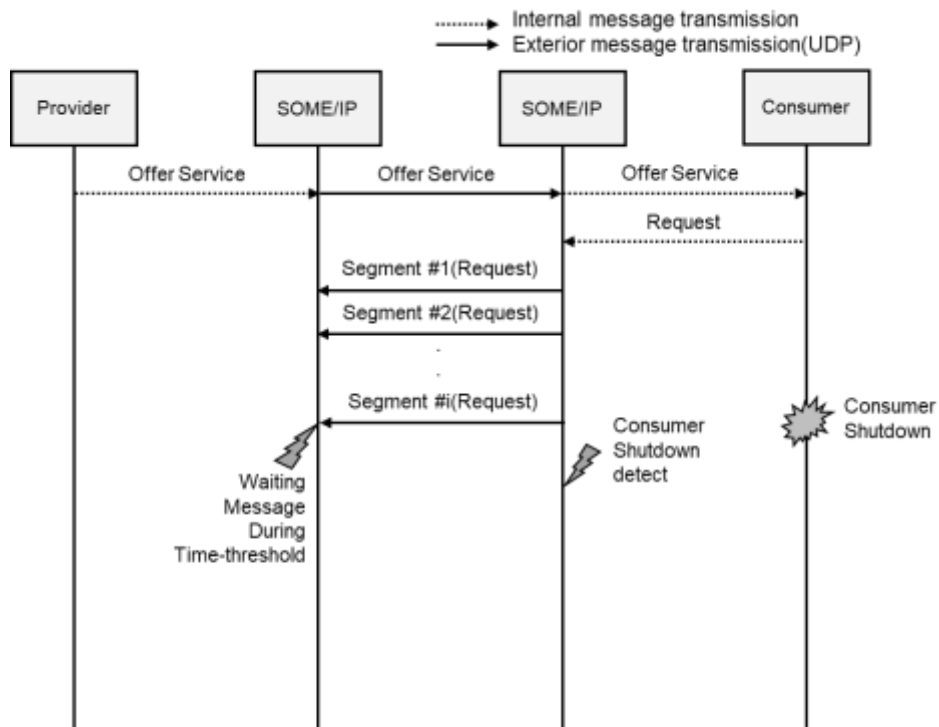 Internal message transmission
Exterior message transmission(UDP)
Provider
SOME/IP
SOME/IP
Consumer
Offer Service
Offer Service
Offer Service
Request
Segment #1(Request)
Segment #2(Request)
.
.
Segment #i(Request)
Consumer
Shutdown
Consumer
Shutdown
detect
Waiting
Message
During
Time-threshold